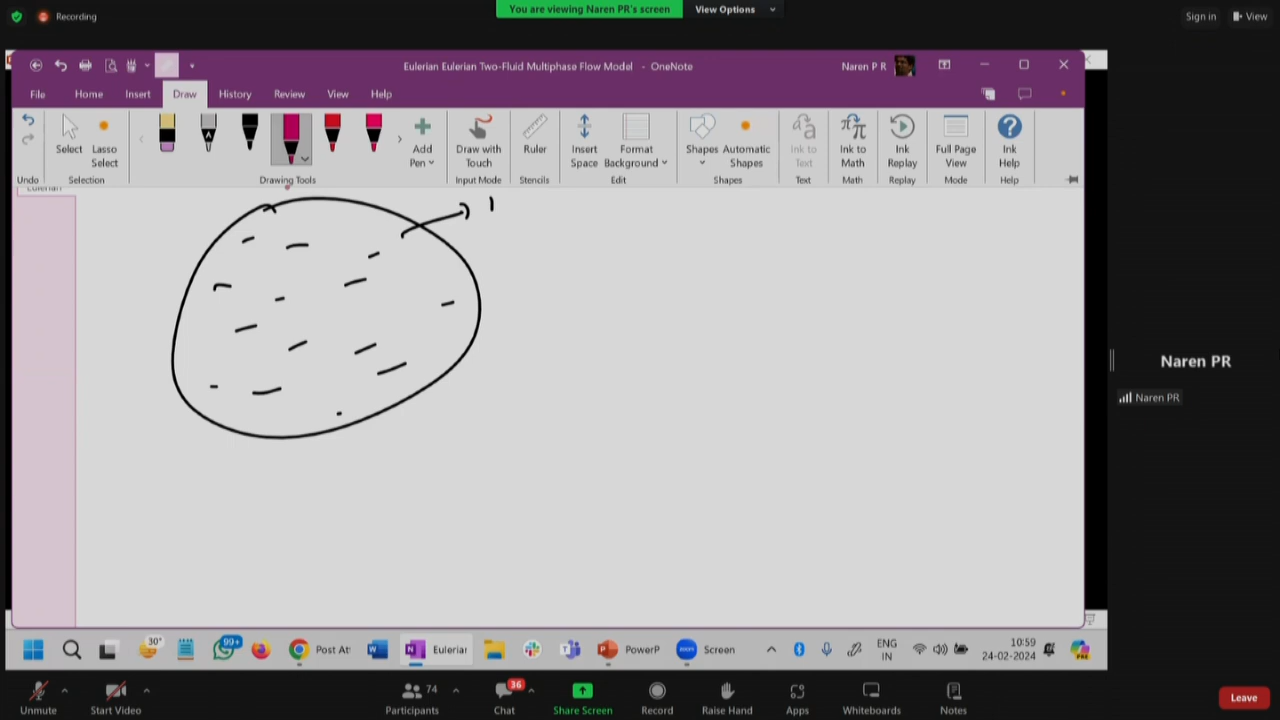 Recording
You are viewing Naren PR's screen
View Options
Sign in
View
Eulerian Eulerian Two-Fluid Multiphase Flow Model - OneNote
Naren P R
File
Home
Insert
Draw
History
Review
View
Help
Select
Lasso Select
Add Pen
Draw with Touch
Ruler
Insert Space
Format Background
Shapes
Automatic Shapes
Ink to Text
Ink to Math
Ink Replay
Full Page View
Ink Help
Undo
Selection
Drawing Tools
Input Mode
Stencils
Edit
Shapes
Text
Math
Replay
Mode
Help
Eulerian
1
Naren PR
Naren PR
30°
99+
Post At
Eulerian
PowerP
Screen
ENG
IN
10:59
24-02-2024
Unmute
Start Video
Participants
74
Chat
36
Share Screen
Record
Raise Hand
Apps
Whiteboards
Notes
Leave